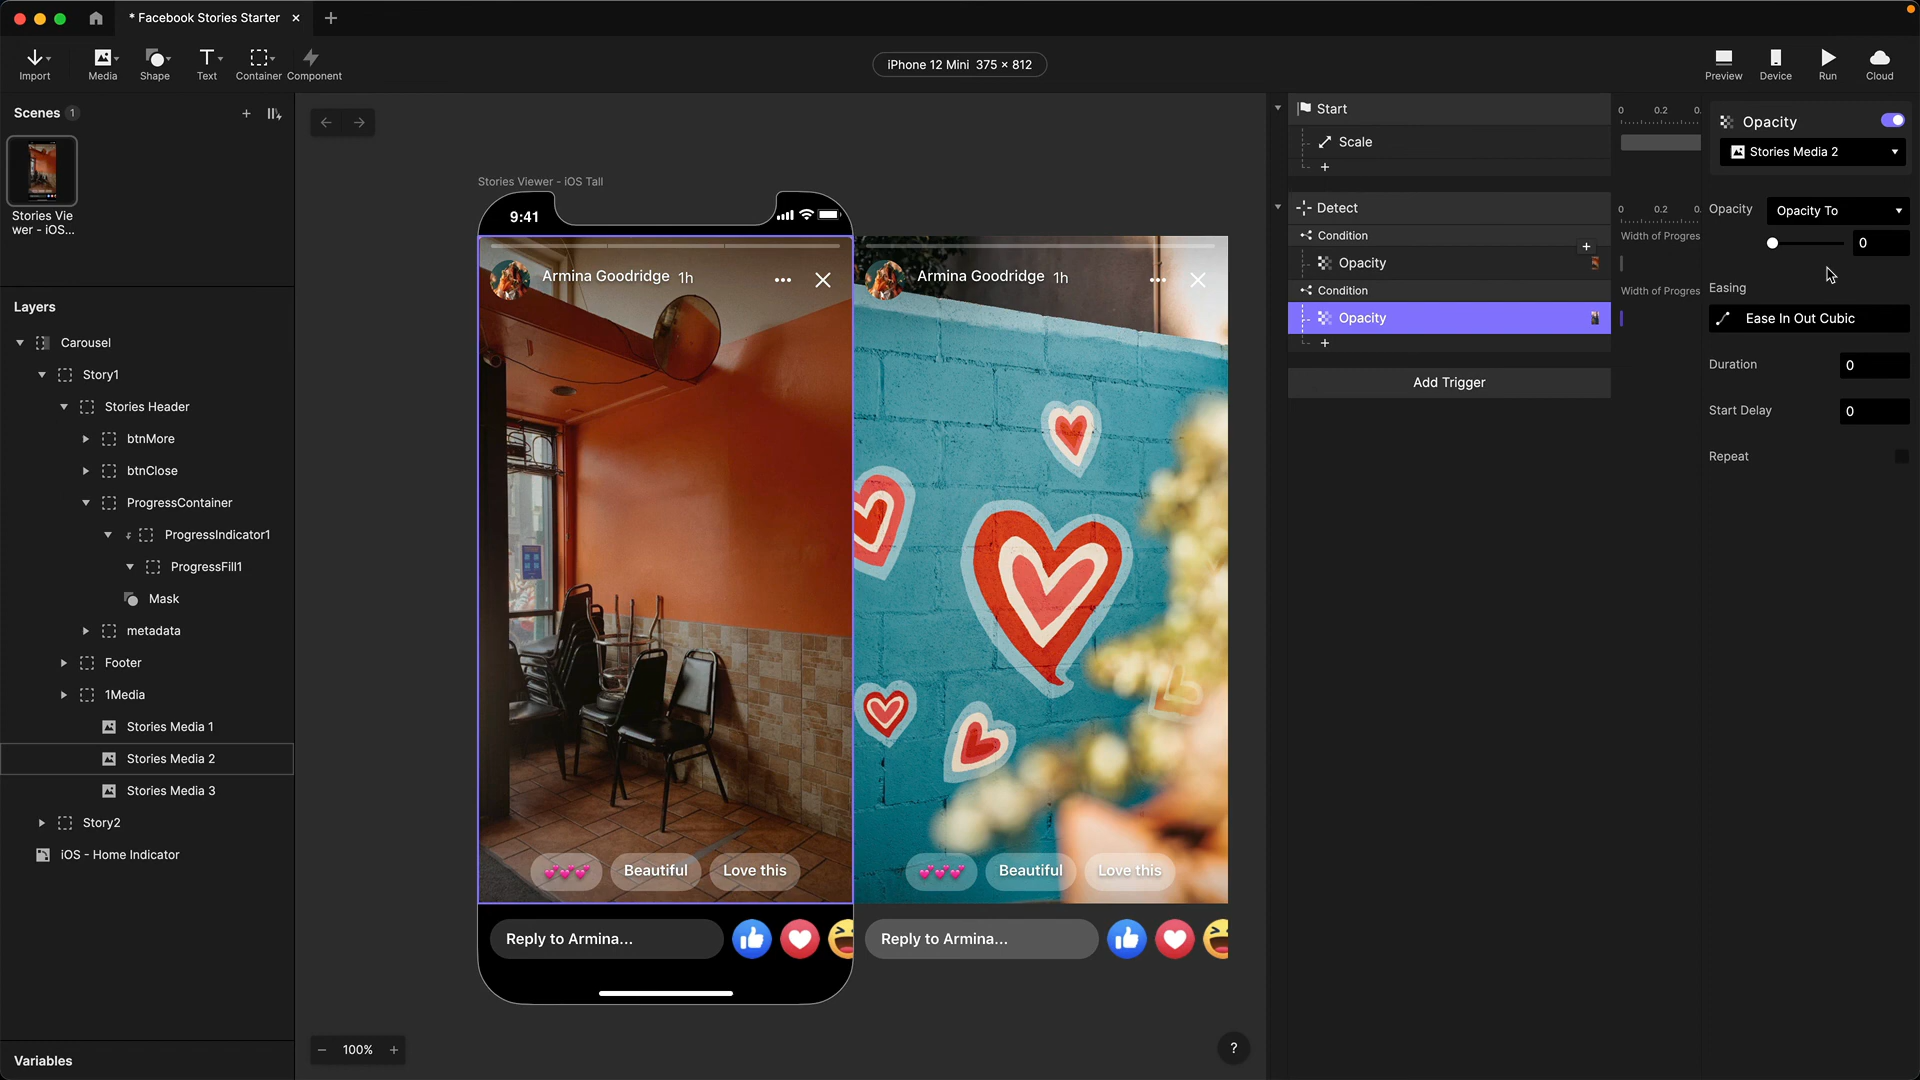 * Facebook Stories Starter
Import
Media
Shape
Text
Container
Component
iPhone 12 Mini 375 × 812
Preview
Device
Run
Cloud
Scenes 1
Stories Vie
wer - iOS...
Layers
Carousel
Story1
Stories Header
btnMore
btnClose
ProgressContainer
ProgressIndicator1
ProgressFill1
Mask
metadata
Footer
1Media
Stories Media 1
Stories Media 2
Stories Media 3
Story2
iOS - Home Indicator
Variables
Stories Viewer - iOS Tall
9:41
Armina Goodridge 1h
Beautiful
Love this
Reply to Armina...
Armina Goodridge 1h
Beautiful
Love this
Reply to Armina...
100%
?
Start
Scale
Detect
Condition
Opacity
Condition
Opacity
Add Trigger
0 0.2 0.
0 0.2 0.
Width of Progres
Width of Progres
Opacity
Stories Media 2
Opacity
Opacity To
0
Easing
Ease In Out Cubic
Duration
0
Start Delay
0
Repeat